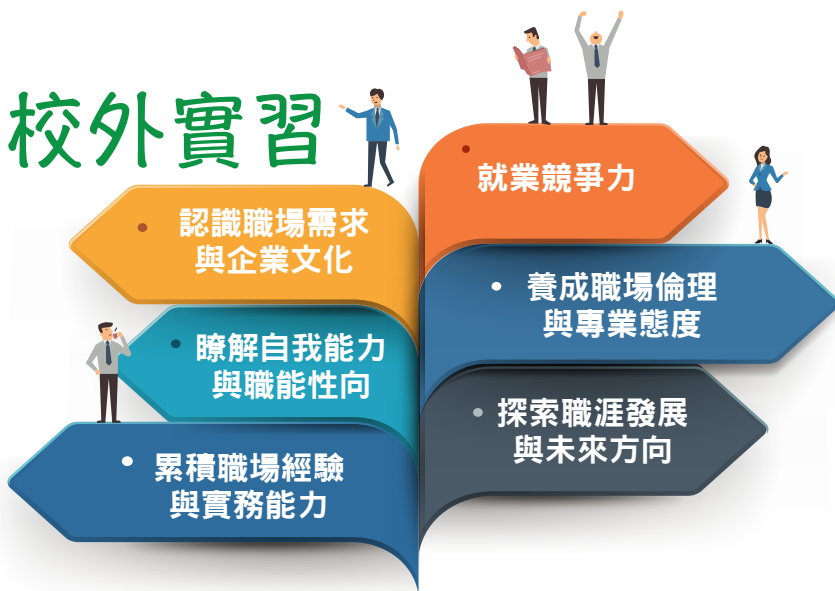 校外實習
認識職場需求
與企業文化
瞭解自我能力
與職能性向
累積職場經驗
與實務能力
就業競爭力
養成職場倫理
與專業態度
探索職涯發展
與未來方向